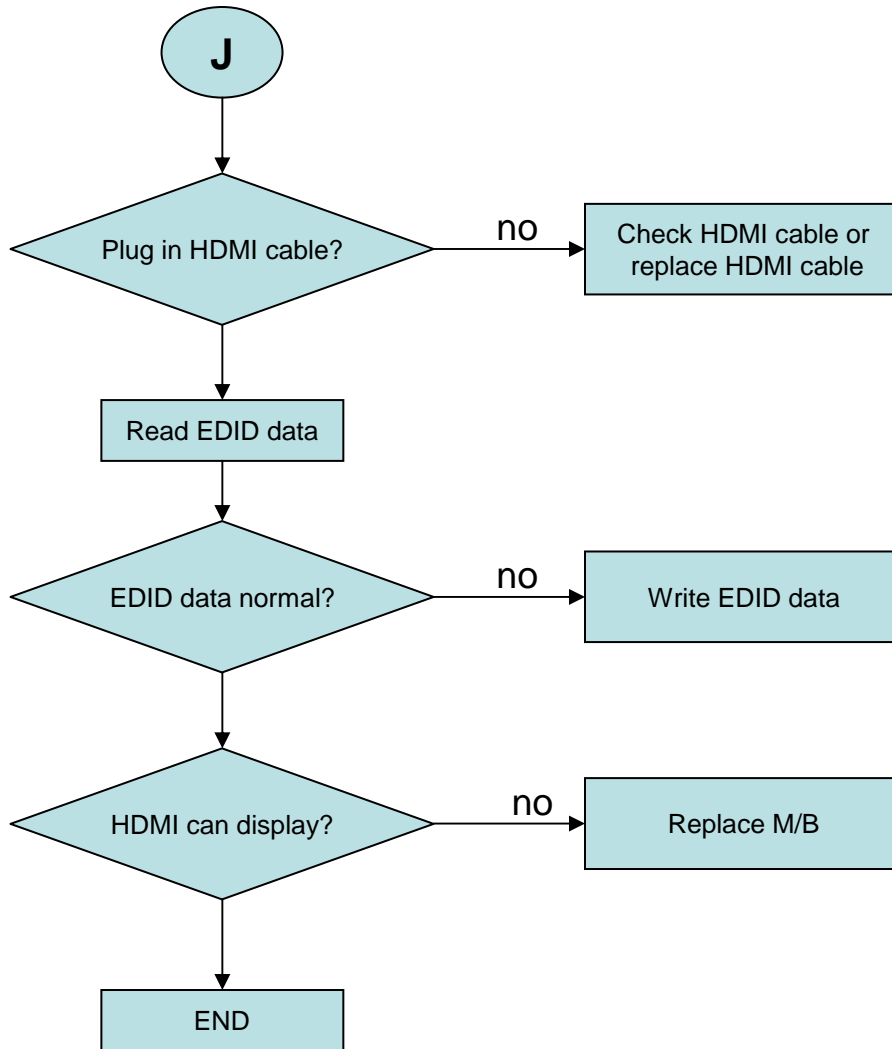 J
Plug in HDMI cable?
no
Check HDMI cable or
replace HDMI cable
Read EDID data
EDID data normal?
no
Write EDID data
HDMI can display?
no
Replace M/B
END